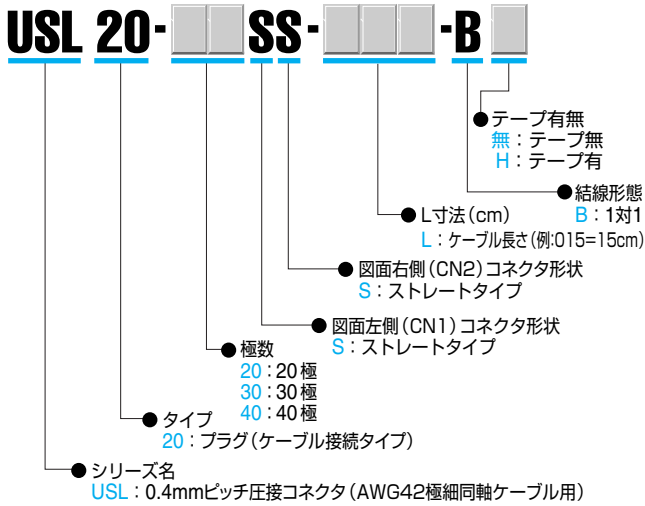 USL 20-□□SS-□□□-B□
テープ有無
無：テープ無
H：テープ有
結線形態
B：1対1
L寸法(cm)
L：ケーブル長さ(例:015=15cm)
図面右側(CN2)コネクタ形状
S：ストレートタイプ
図面左側(CN1)コネクタ形状
S：ストレートタイプ
極数
20：20極
30：30極
40：40極
タイプ
20：プラグ(ケーブル接続タイプ)
シリーズ名
USL：0.4mmピッチ圧接コネクタ(AWG42極細同軸ケーブル用)